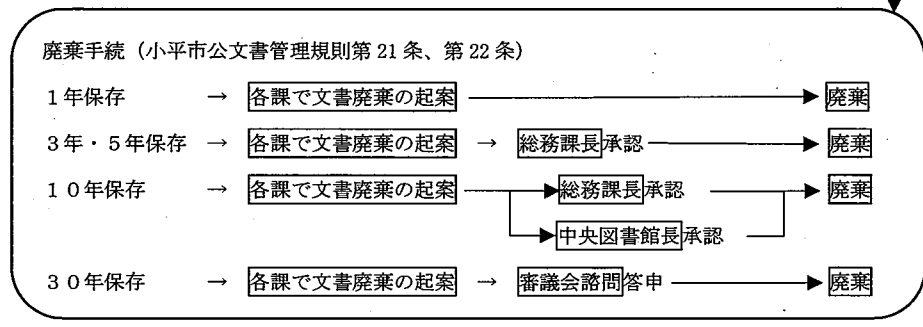 廃棄手続（小平市公文書管理規則第21条、第22条）
1年保存 → 各課で文書廃棄の起案 → 廃棄
3年・5年保存 → 各課で文書廃棄の起案 → 総務課長承認 → 廃棄
10年保存 → 各課で文書廃棄の起案 → 総務課長承認 → 廃棄
中央図書館長承認
30年保存 → 各課で文書廃棄の起案 → 審議会諮問答申 → 廃棄